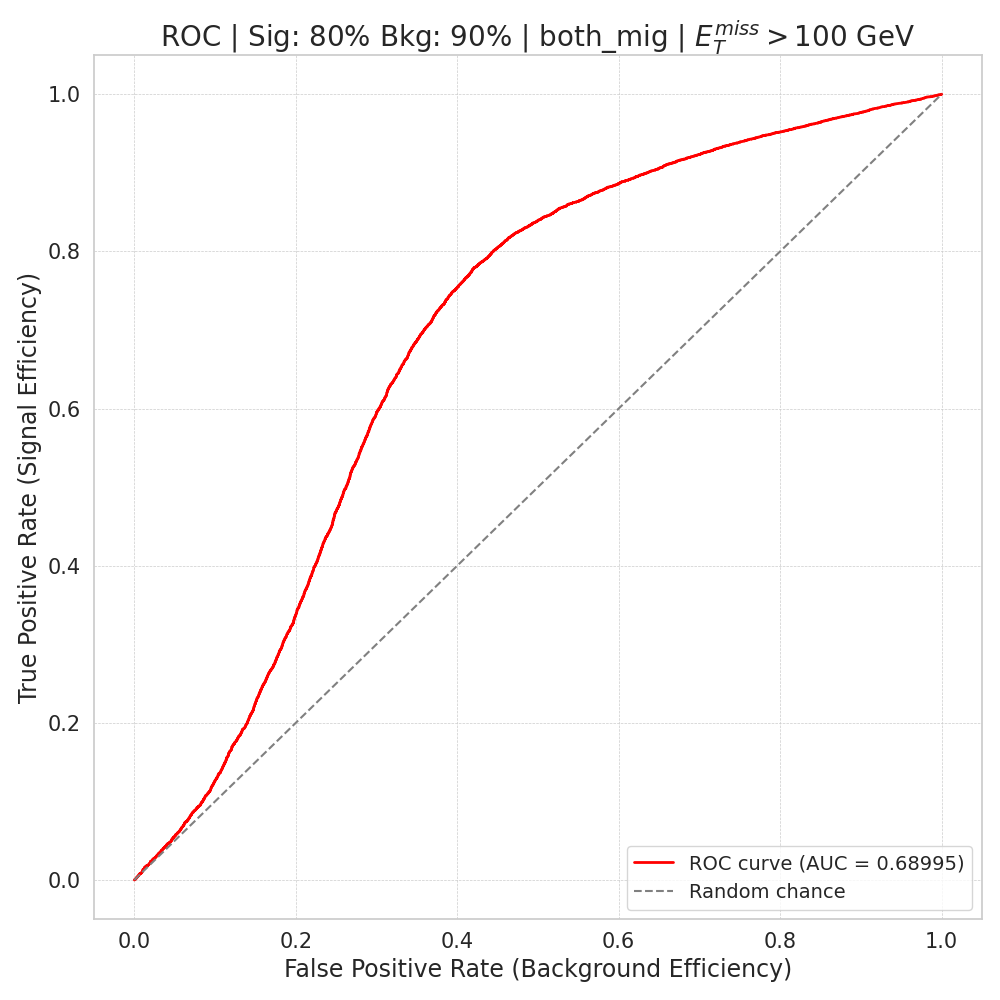 ROC | Sig: 80% Bkg: 90% | both_mig | $E_T^{miss}$ > 100 GeV
1.0
0.8
0.6
0.4
0.2
0.0
True Positive Rate (Signal Efficiency)
ROC curve (AUC = 0.68995)
Random chance
0.0 0.2 0.4 0.6 0.8 1.0
False Positive Rate (Background Efficiency)